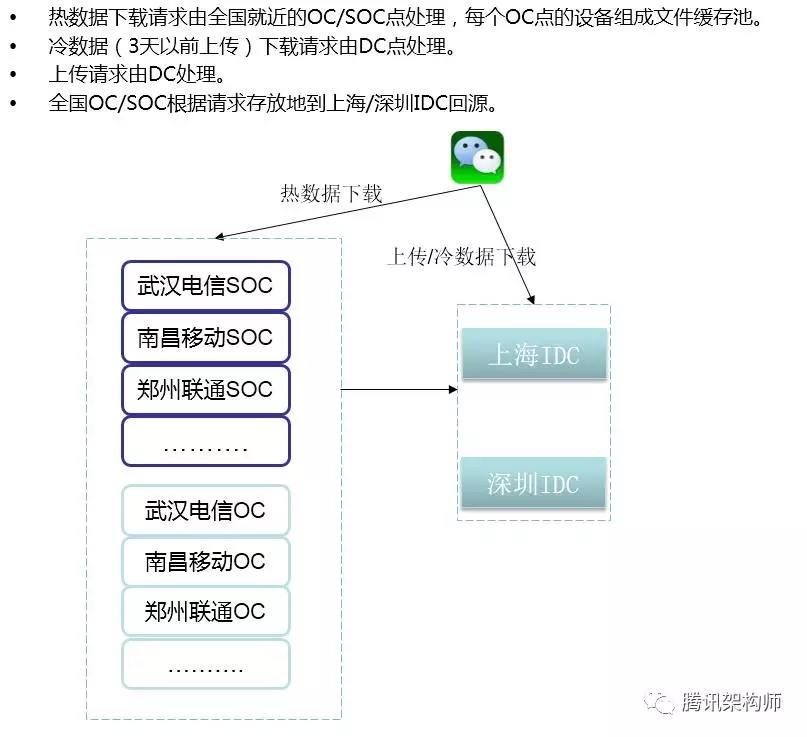 • 热数据下载请求由全国就近的OC/SOC点处理，每个OC点的设备组成文件缓存池。
• 冷数据（3天以前上传）下载请求由DC点处理。
• 上传请求由DC处理。
• 全国OC/SOC根据请求存放地到上海/深圳IDC回源。
热数据下载
上传/冷数据下载
武汉电信SOC
南昌移动SOC
郑州联通SOC
……….
武汉电信OC
南昌移动OC
郑州联通OC
……….
上海IDC
深圳IDC
腾讯架构师